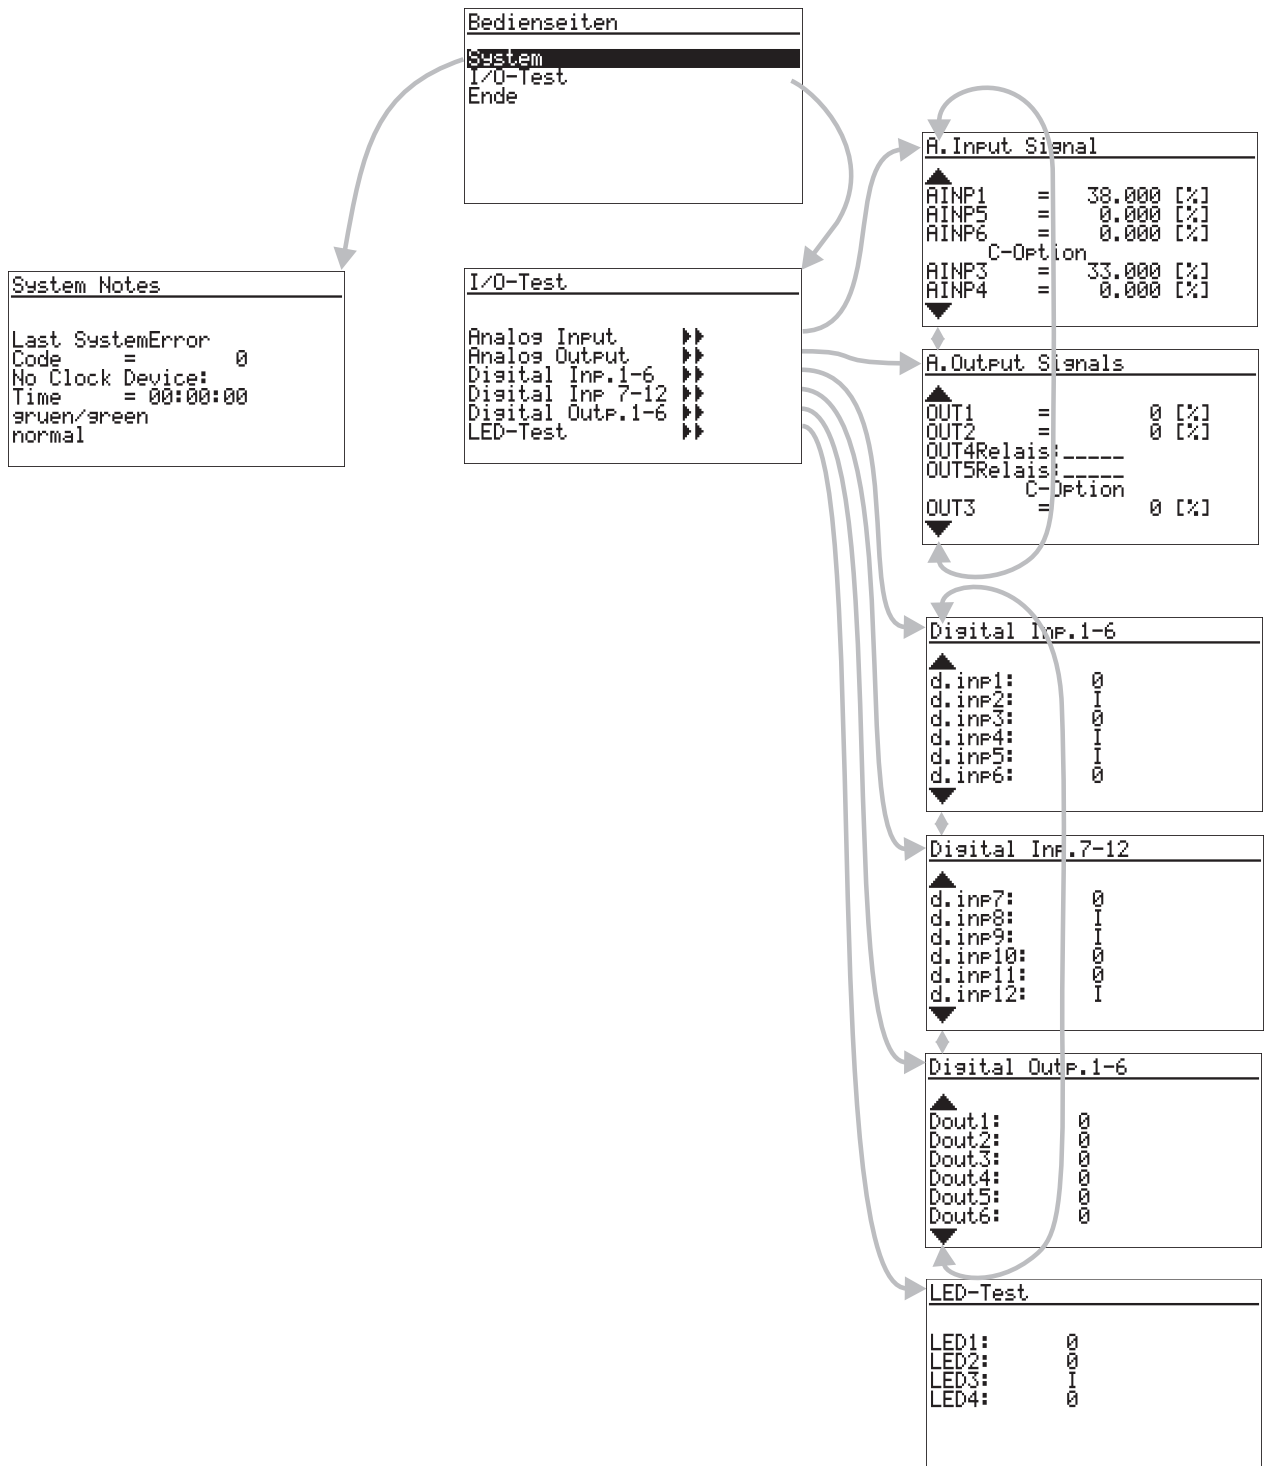 Bedienseiten
System
I/O-Test
Ende
System Notes
Last SystemError
Code = 0
No Clock Device:
Time = 00:00:00
gruen/green
normal
I/O-Test
Analog Input
Analog Output
Digital Inp.1-6
Digital Inp 7-12
Digital Outp.1-6
LED-Test
A.Input Signal
AINP1 = 38.000 [%]
AINP5 = 0.000 [%]
AINP6 = 0.000 [%]
C-Option
AINP3 = 33.000 [%]
AINP4 = 0.000 [%]
A.Output Signals
OUT1 = 0 [%]
OUT2 = 0 [%]
OUT4Relais:_____
OUT5Relais:_____
C-Option
OUT3 = 0 [%]
Digital Inp.1-6
d.inp1: 0
d.inp2: I
d.inp3: 0
d.inp4: I
d.inp5: I
d.inp6: 0
Digital Inp.7-12
d.inp7: 0
d.inp8: I
d.inp9: I
d.inp10: 0
d.inp11: 0
d.inp12: I
Digital Outp.1-6
Dout1: 0
Dout2: 0
Dout3: 0
Dout4: 0
Dout5: 0
Dout6: 0
LED-Test
LED1: 0
LED2: 0
LED3: I
LED4: 0